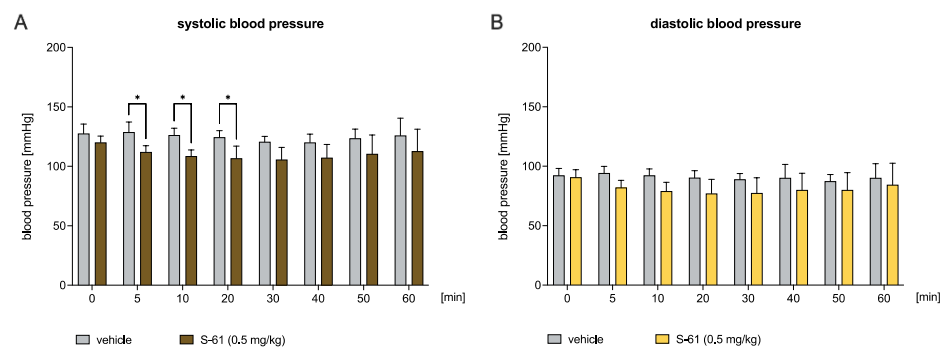 A
systolic blood pressure
blood pressure [mmHg]
200
150
100
50
0
* * *
0 5 10 20 30 40 50 60 [min]
vehicle S-61 (0.5 mg/kg)
B
diastolic blood pressure
blood pressure [mmHg]
200
150
100
50
0
0 5 10 20 30 40 50 60 [min]
vehicle S-61 (0.5 mg/kg)